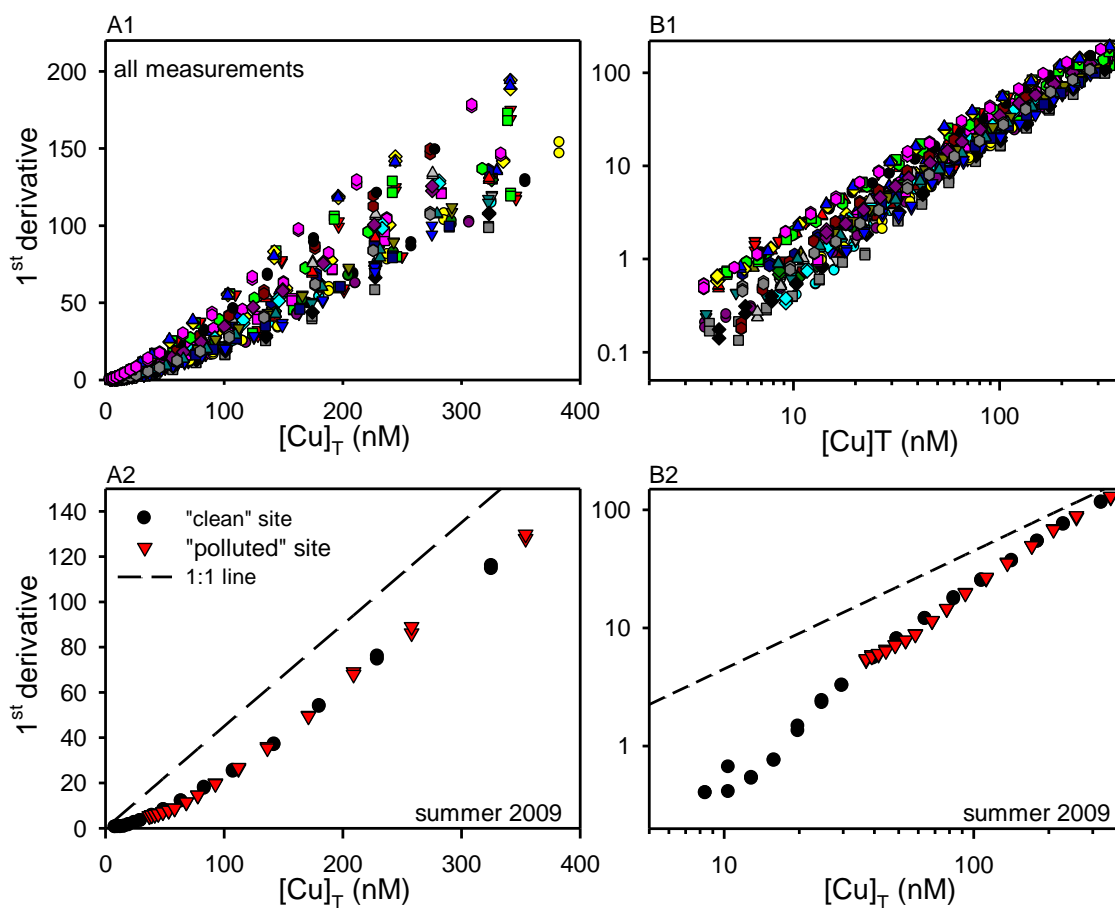 A1
all measurements
200
150
100
50
0
0 100 200 300 400
1st derivative
[Cu]T (nM)
B1
100
10
1
0.1
10 100
[Cu]T (nM)
A2
"clean" site
"polluted" site
1:1 line
140
120
100
80
60
40
20
0
0 100 200 300 400
1st derivative
summer 2009
[Cu]T (nM)
B2
100
10
1
10 100
summer 2009
[Cu]T (nM)